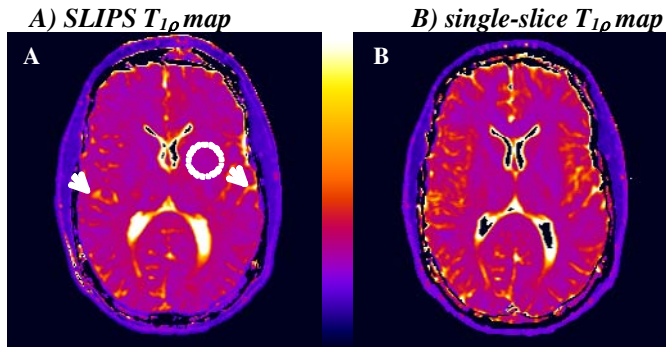 A) SLIPS T1ρ map
B) single-slice T1ρ map
A
B